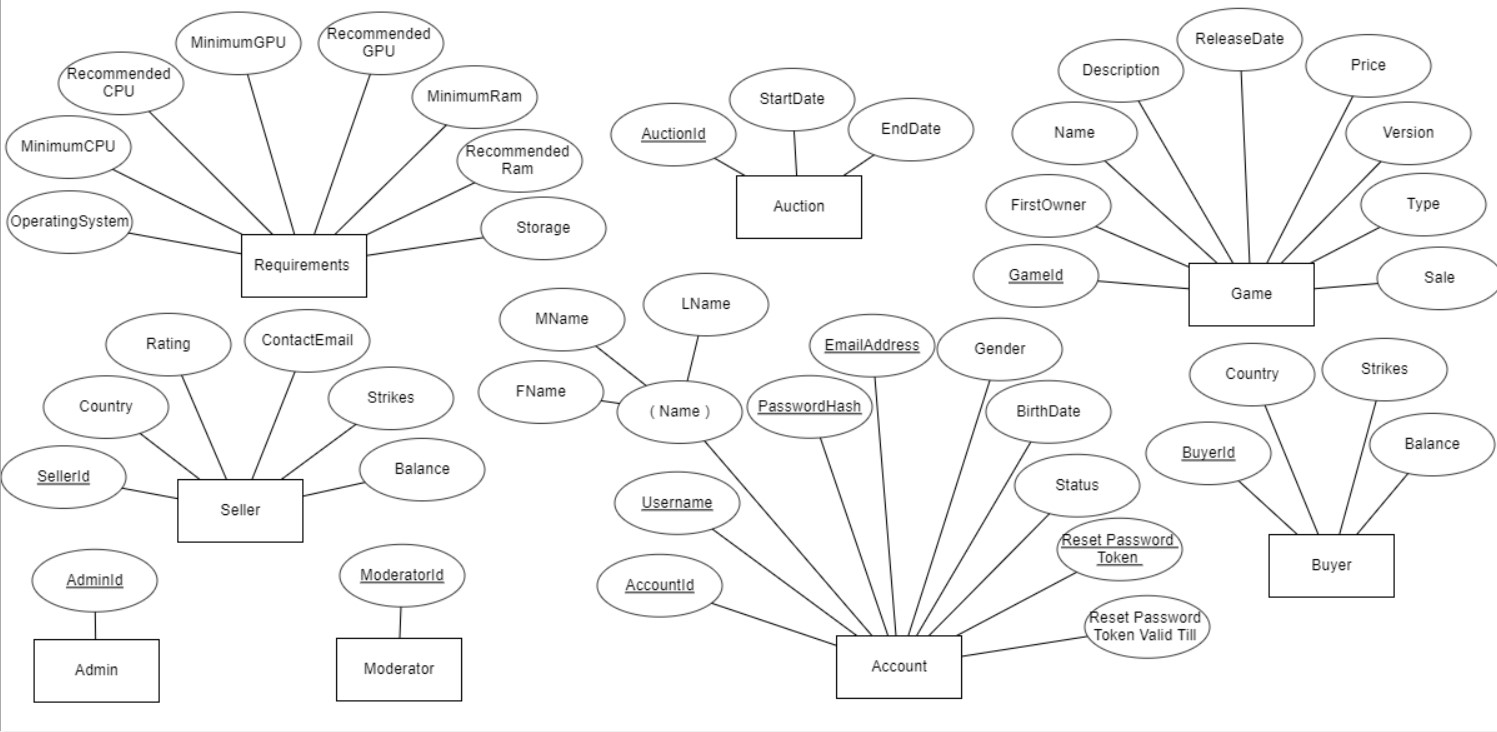 MinimumGPU
Recommended
GPU
Recommended
CPU
MinimumRam
MinimumCPU
Recommended
Ram
OperatingSystem
Storage
Requirements
StartDate
AuctionId
EndDate
Auction
ReleaseDate
Description
Price
Name
Version
FirstOwner
Type
GameId
Sale
Game
Rating
ContactEmail
Country
Strikes
SellerId
Balance
Seller
MName
LName
FName
( Name )
EmailAddress
Gender
PasswordHash
BirthDate
Username
Status
Reset Password
Token
AccountId
Reset Password
Token Valid Till
Account
Country
Strikes
BuyerId
Balance
Buyer
AdminId
Admin
ModeratorId
Moderator